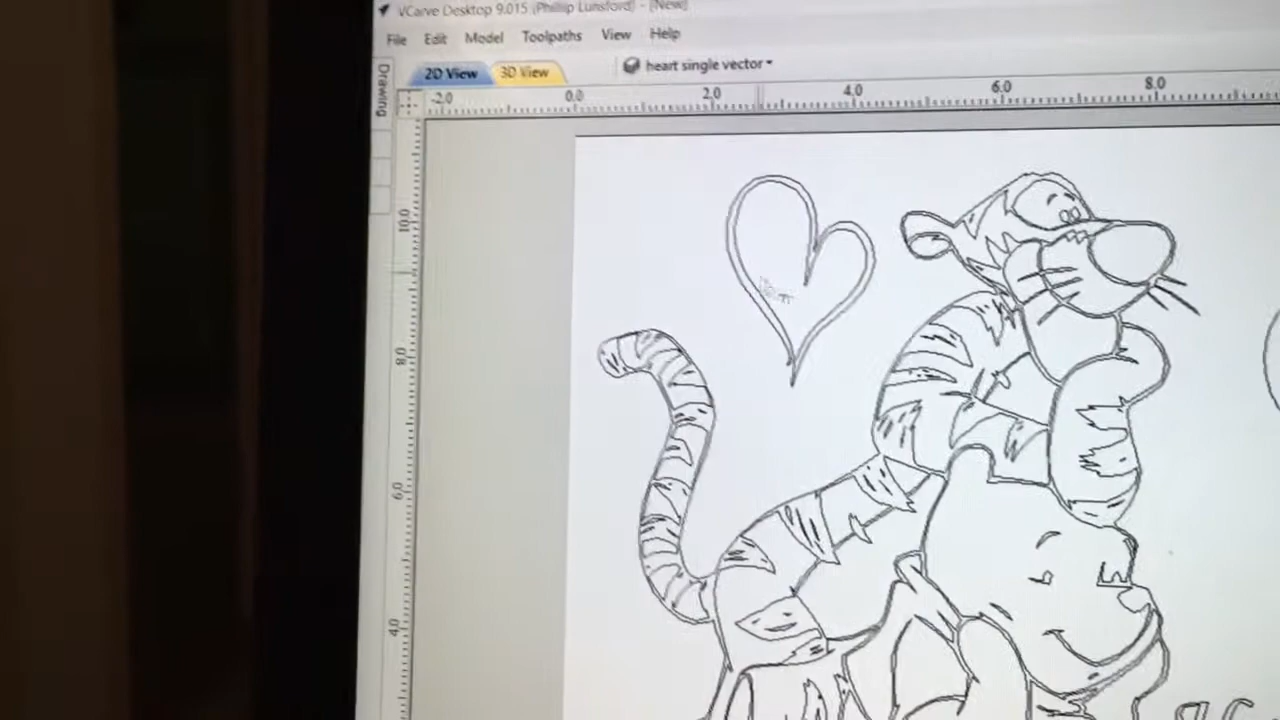 VCarve Desktop 9.015 (Phillip Lunsford) - [New]
File Edit Model Toolpaths View Help
2D View 3D View heart single vector
Drawing
-2.0 0.0 2.0 4.0 6.0 8.0
10.0
8.0
6.0
4.0